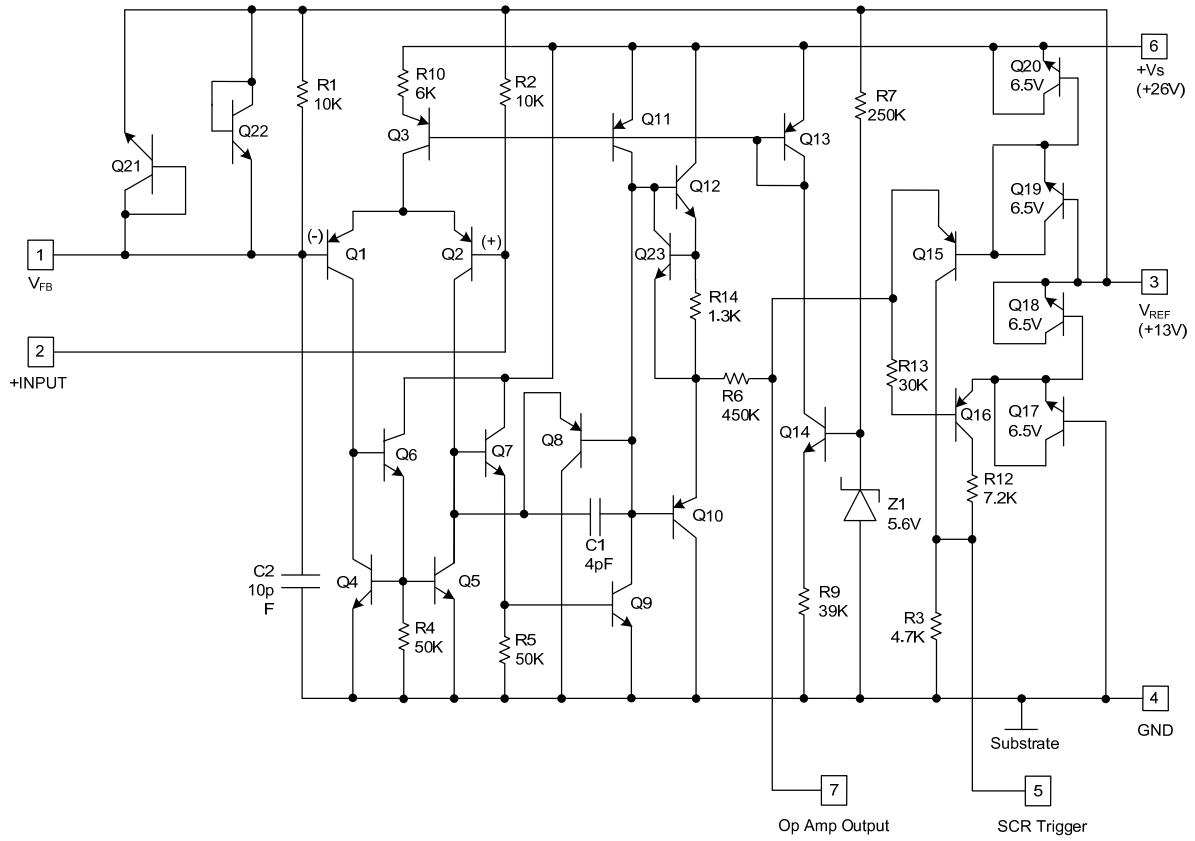 6
+Vs
(+26V)
Q20
6.5V
R10
6K
R1
10K
R2
10K
R7
250K
Q11
Q22
Q3
Q13
Q21
Q12
Q19
6.5V
(-)
(+)
1
VFB
Q1
Q2
Q23
Q15
R14
1.3K
Q18
6.5V
3
VREF
(+13V)
2
+INPUT
R13
30K
R6
450K
Q17
6.5V
Q16
Q14
Q8
Q6
Q7
R12
7.2K
Z1
5.6V
Q10
C1
4pF
C2
10p
F
Q4
Q5
Q9
R9
39K
R3
4.7K
R4
50K
R5
50K
4
GND
Substrate
7
5
Op Amp Output
SCR Trigger